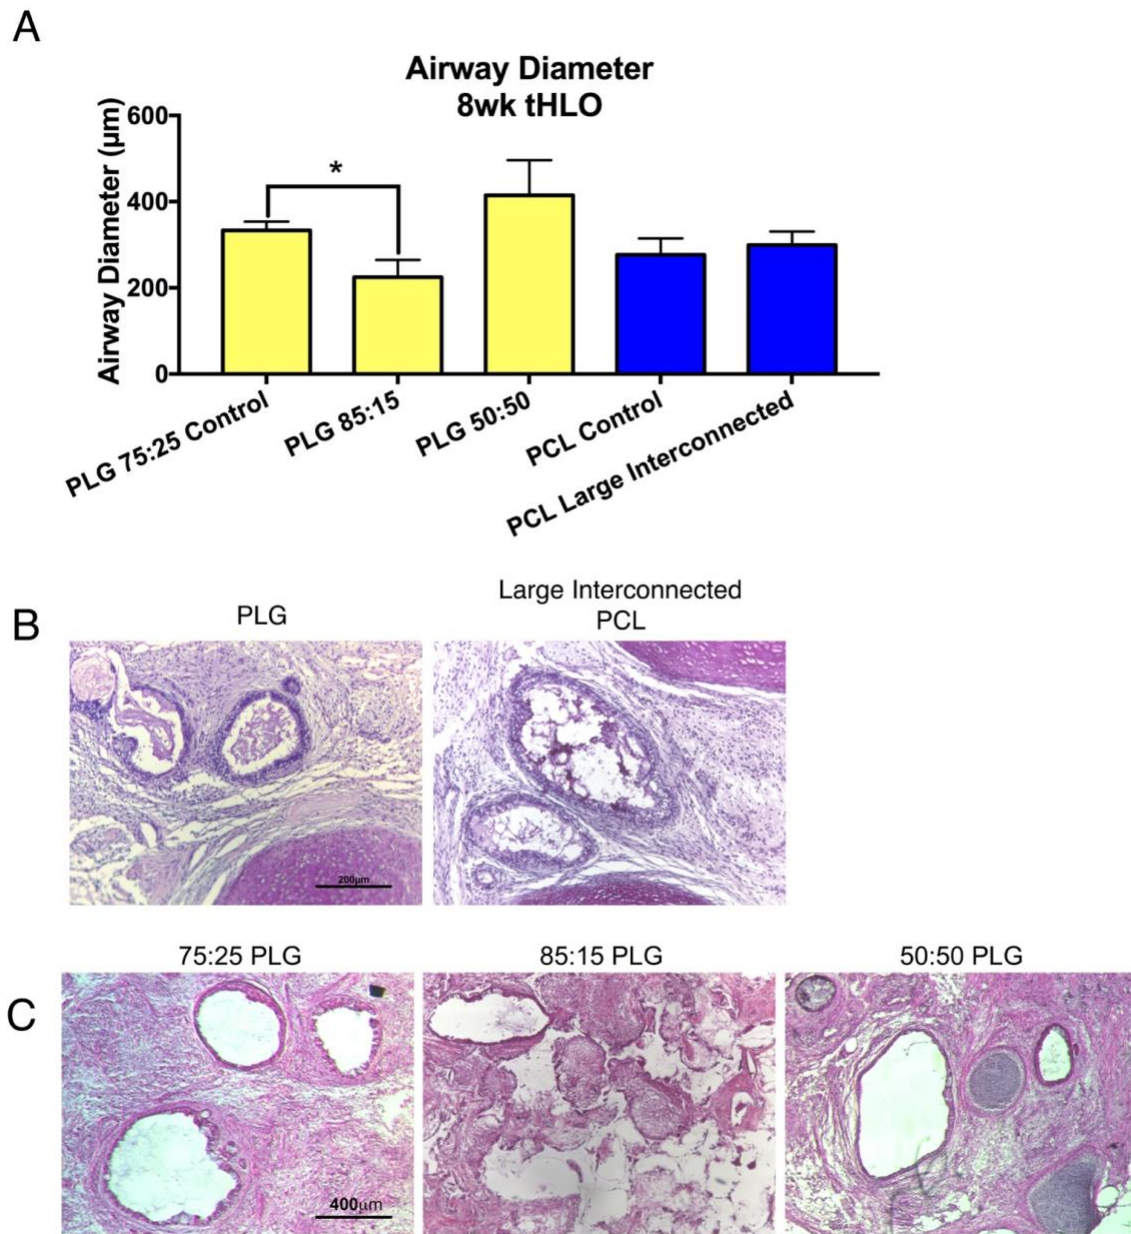 A
Airway Diameter
8wk tHLO
Airway Diameter (µm)
600
400
200
0
*
PLG 75:25 Control
PLG 85:15
PLG 50:50
PCL Control
PCL Large Interconnected
B
PLG
Large Interconnected
PCL
200µm
C
75:25 PLG
85:15 PLG
50:50 PLG
400µm